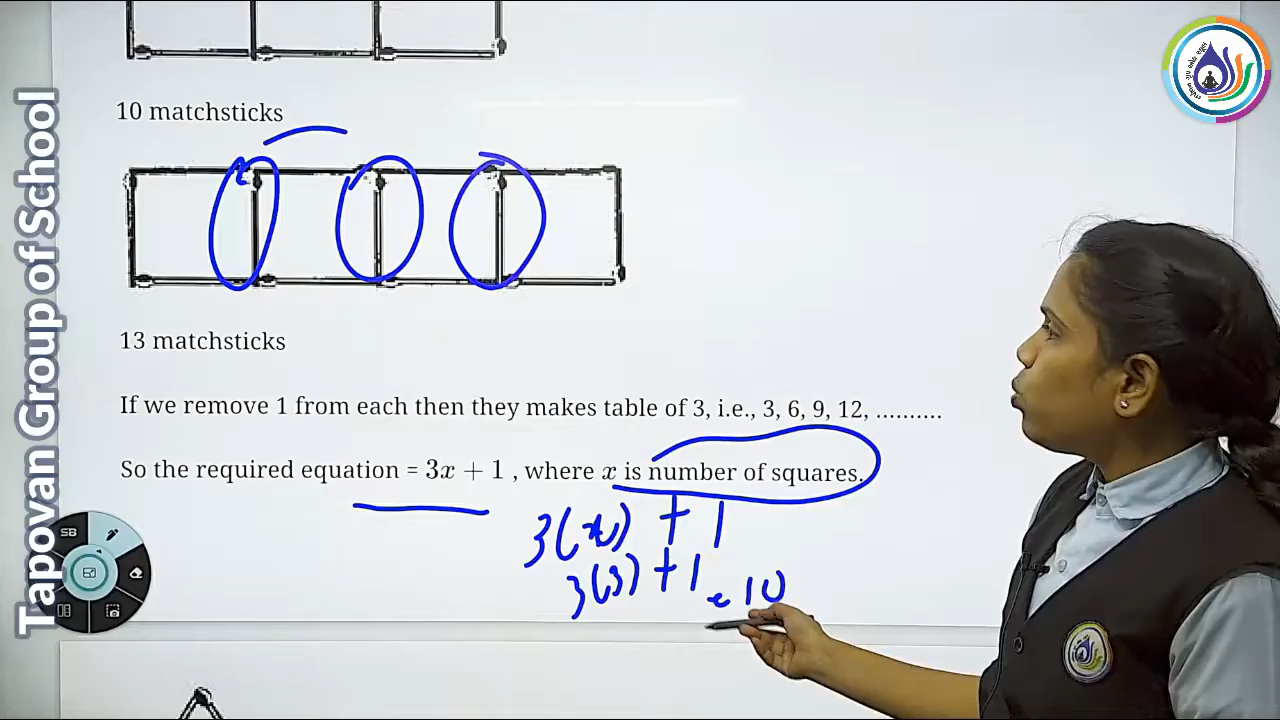 10 matchsticks
13 matchsticks
If we remove 1 from each then they makes table of 3, i.e., 3, 6, 9, 12, ..........
So the required equation = 3x + 1 , where x is number of squares.
3(x) + 1
3(3) + 1 = 10
SB
Tapovan Group of School